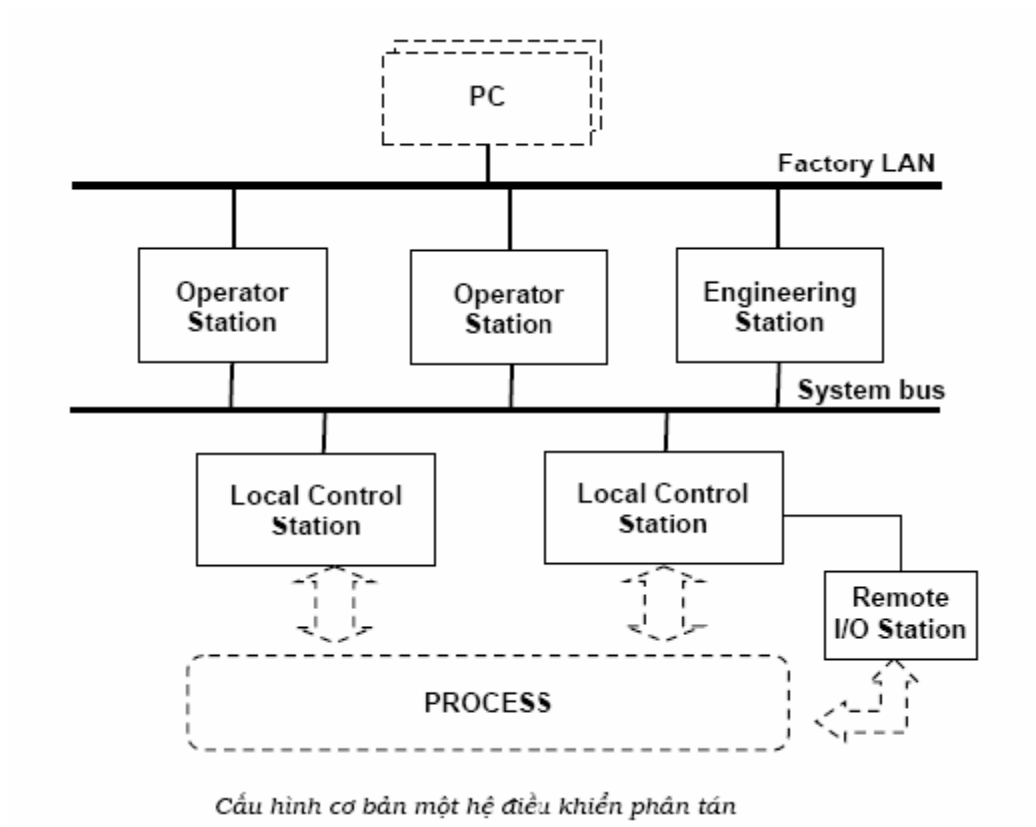 PC
Factory LAN
Operator
Station
Operator
Station
Engineering
Station
System bus
Local Control
Station
Local Control
Station
Remote
I/O Station
PROCESS
Cấu hình cơ bản một hệ điều khiển phân tán